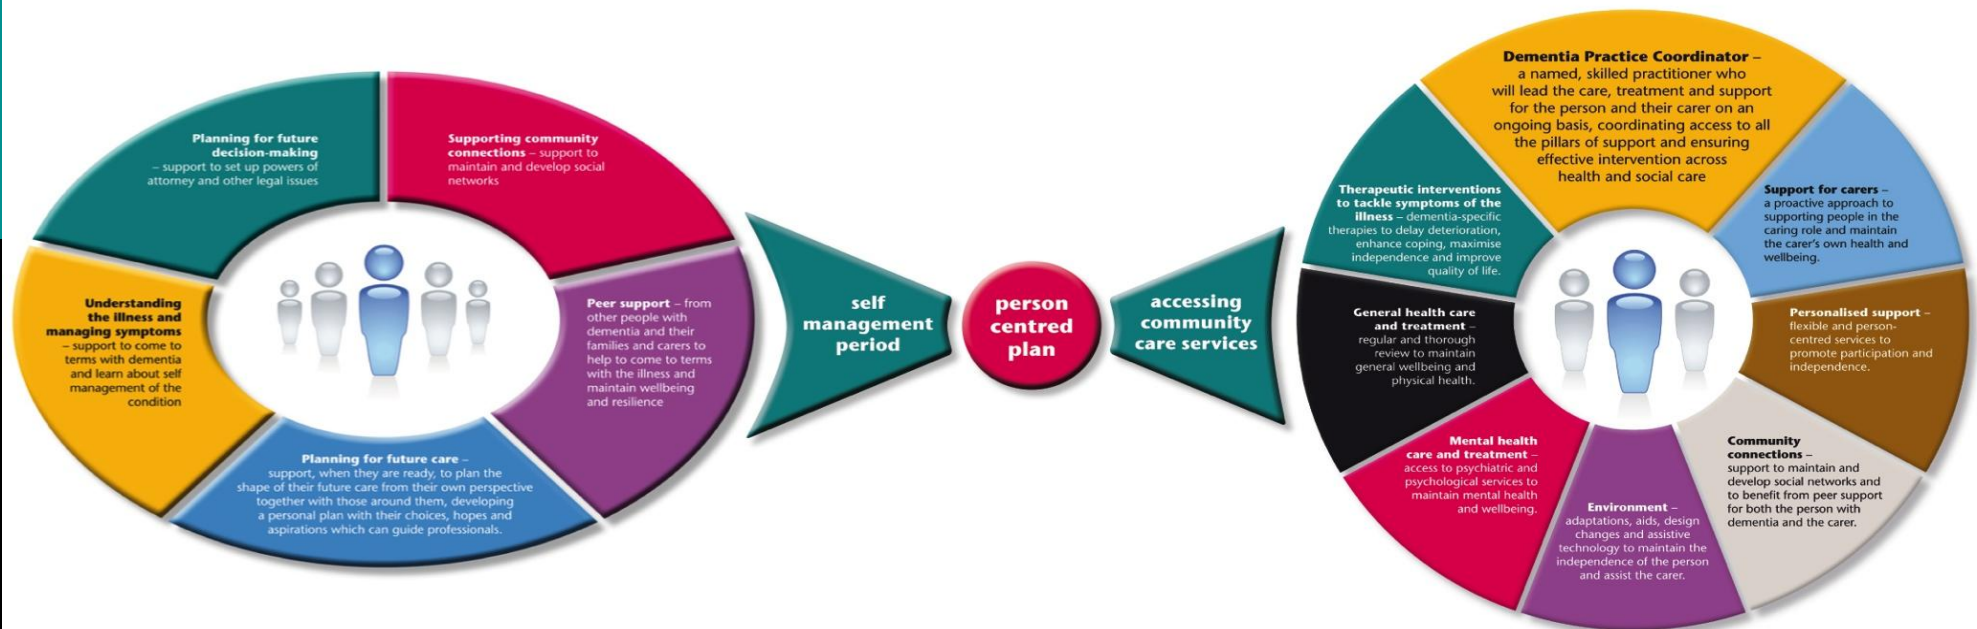 Planning for future
decision-making
– support to set up powers of
attorney and other legal issues
Supporting community
connections – support to
maintain and develop social
networks
Understanding
the illness and
managing symptoms
– support to come to
terms with dementia
and learn about self
management of the
condition
Peer support – from
other people with
dementia and their
families and carers to
help to come to terms
with the illness and
maintain wellbeing
and resilience
Planning for future care –
support, when they are ready, to plan the
shape of their future care from their own perspective
together with those around them, developing
a personal plan with their choices, hopes and
aspirations which can guide professionals.
self
management
period
person
centred
plan
accessing
community
care services
Dementia Practice Coordinator –
a named, skilled practitioner who
will lead the care, treatment and support
for the person and their carer on an
ongoing basis, coordinating access to all
the pillars of support and ensuring
effective intervention across
health and social care
Therapeutic interventions
to tackle symptoms of the
illness – dementia-specific
therapies to delay deterioration,
enhance coping, maximise
independence and improve
quality of life.
Support for carers –
a proactive approach to
supporting people in the
caring role and maintain
the carer's own health and
wellbeing.
General health care
and treatment –
regular and thorough
review to maintain
general wellbeing and
physical health.
Personalised support –
flexible and person-
centred services to
promote participation and
independence.
Mental health
care and treatment –
access to psychiatric and
psychological services to
maintain mental health
and wellbeing.
Community
connections –
support to maintain and
develop social networks and
to benefit from peer support
for both the person with
dementia and the carer.
Environment –
adaptations, aids, design
changes and assistive
technology to maintain the
independence of the person
and assist the carer.